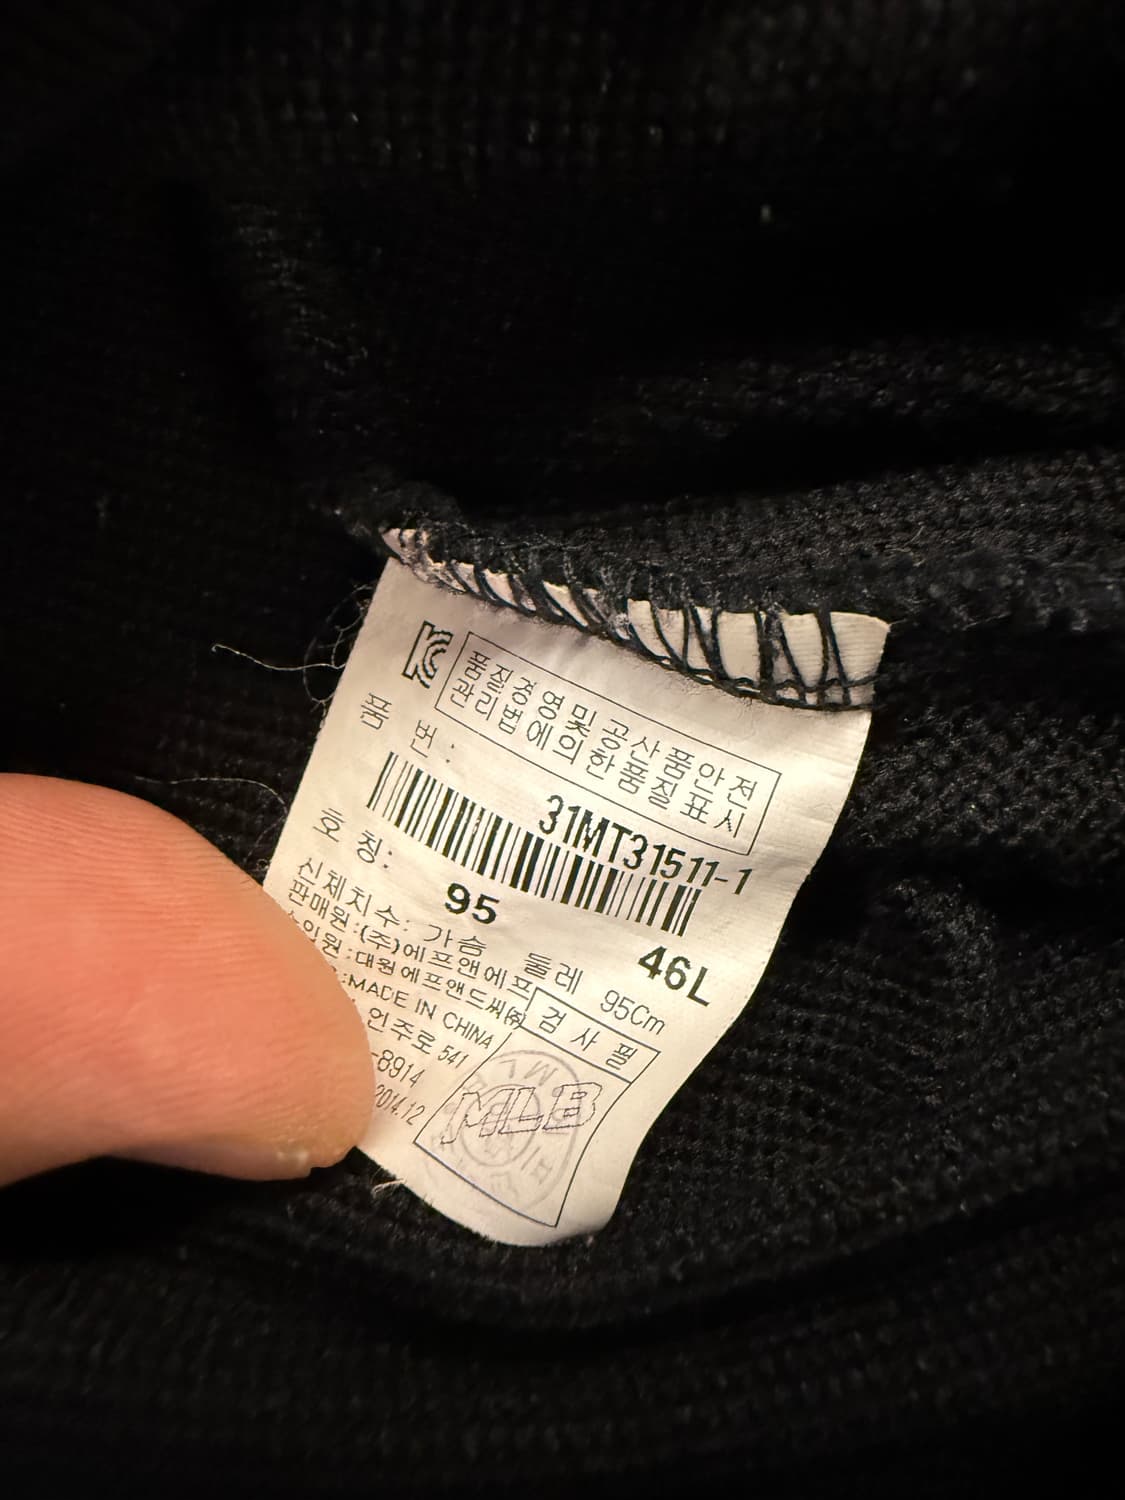 품질경영및공산품안전
관리법에의한품질표시
품 번 :
31MT31511-1
호 칭: 95 46L
신체치수: 가슴 둘레 95Cm
판매원:(주)에프앤에프
원:대원에프앤드씨㈜
:MADE IN CHINA
언주로 541
-8914
2014.12
검 사 필
MLB